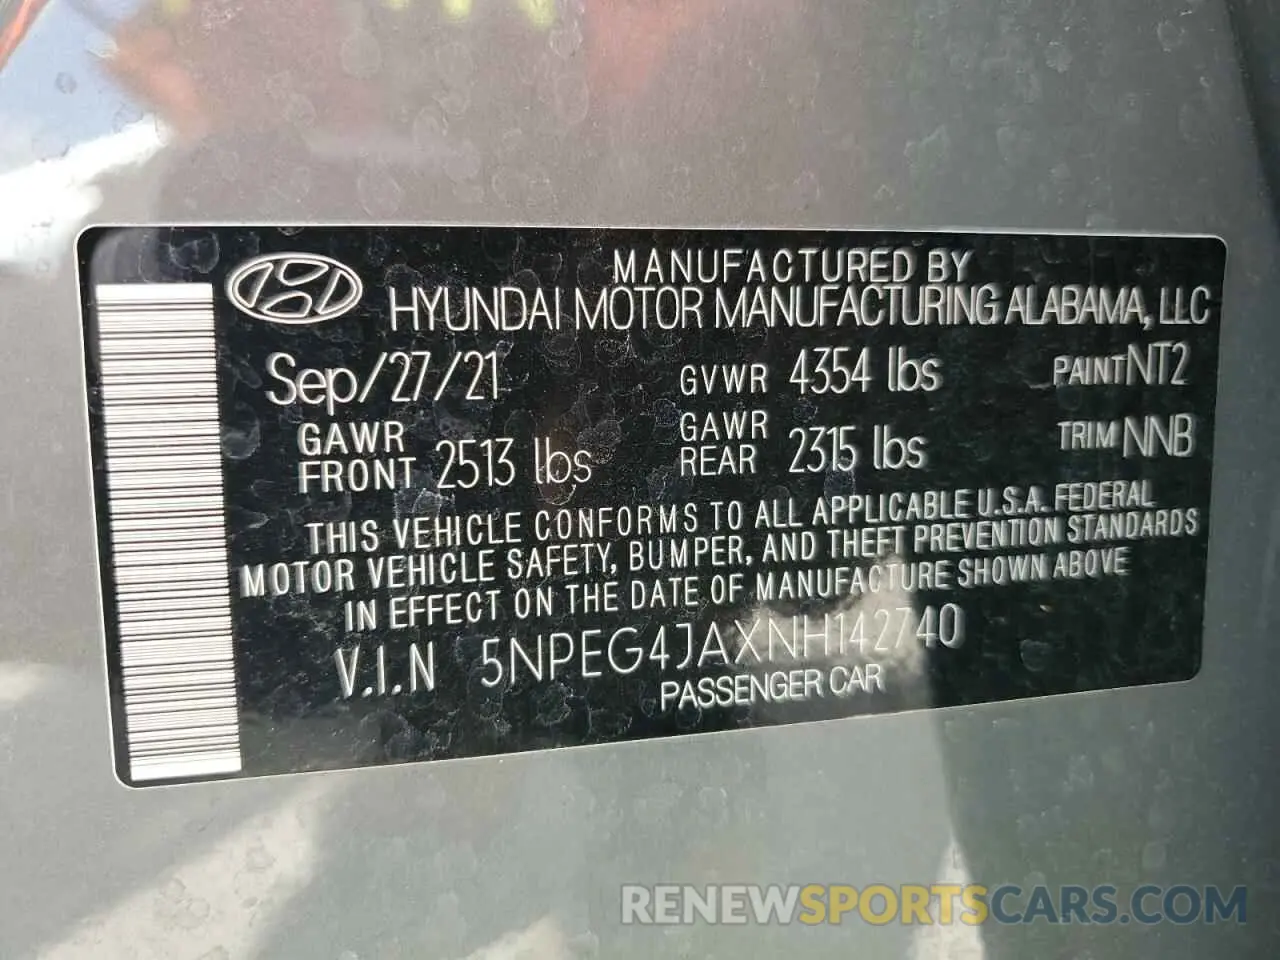 MANUFACTURED BY
HYUNDAI MOTOR MANUFACTURING ALABAMA, LLC
Sep/27/21 GVWR 4354 lbs PAINT NT2
GAWR FRONT 2513 lbs GAWR REAR 2315 lbs TRIM NNB
THIS VEHICLE CONFORMS TO ALL APPLICABLE U.S.A. FEDERAL
MOTOR VEHICLE SAFETY, BUMPER, AND THEFT PREVENTION STANDARDS
IN EFFECT ON THE DATE OF MANUFACTURE SHOWN ABOVE
V.I.N 5NPEG4JAXNH142740
PASSENGER CAR
RENEWSPORTSCARS.COM